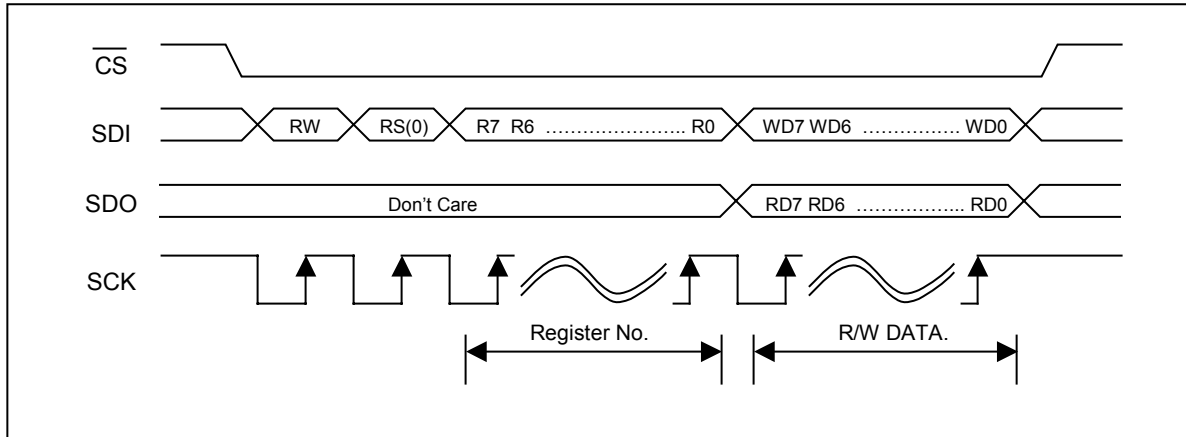 CS
SDI RW RS(0) R7 R6 ...................... R0 WD7 WD6 ................. WD0
SDO Don't Care RD7 RD6 ................... RD0
SCK
Register No. R/W DATA.